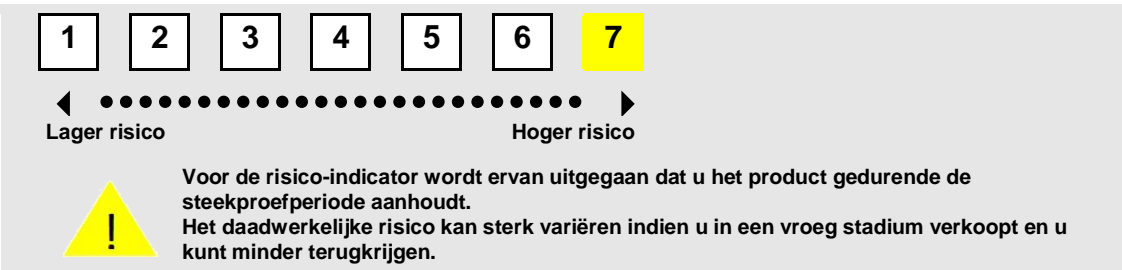 1 2 3 4 5 6 7
Lager risico Hoger risico
!
Voor de risico-indicator wordt ervan uitgegaan dat u het product gedurende de
steekproefperiode aanhoudt.
Het daadwerkelijke risico kan sterk variëren indien u in een vroeg stadium verkoopt en u
kunt minder terugkrijgen.